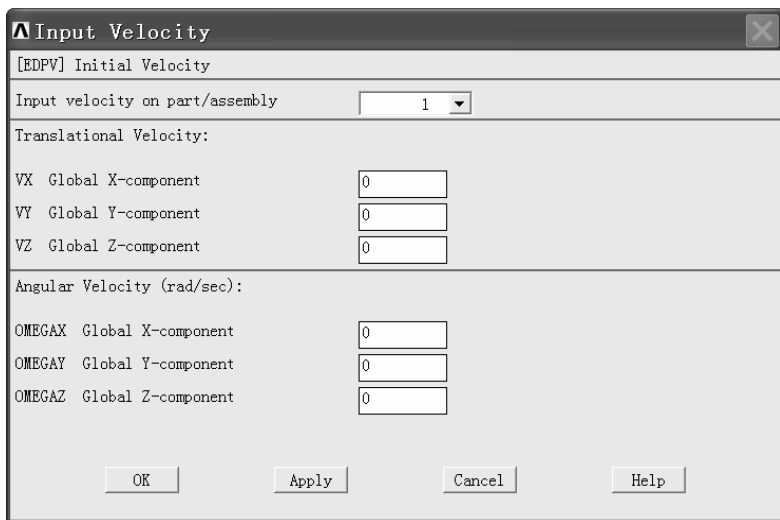 Input Velocity
[EDPV] Initial Velocity
Input velocity on part/assembly 1
Translational Velocity:
VX Global X-component 0
VY Global Y-component 0
VZ Global Z-component 0
Angular Velocity (rad/sec):
OMEGAX Global X-component 0
OMEGAY Global Y-component 0
OMEGAZ Global Z-component 0
OK Apply Cancel Help